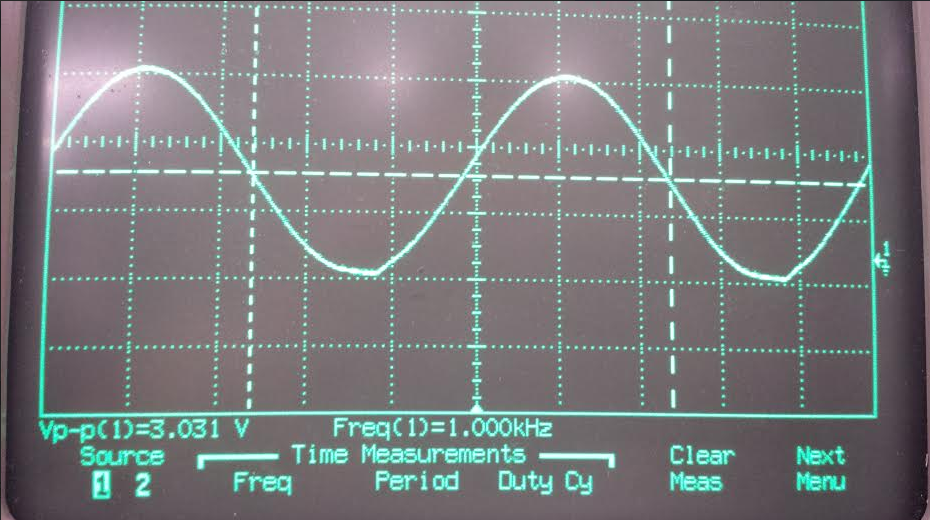 1
Vp-p(1)=3.031 V Freq(1)=1.000kHz
Source Time Measurements Clear Next
1 2 Freq Period Duty Cy Meas Menu